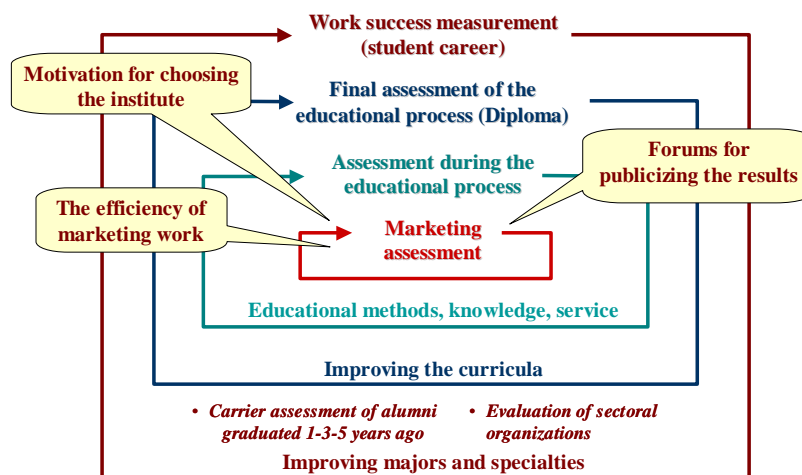 Work success measurement
(student career)
Motivation for choosing
the institute
Final assessment of the
educational process (Diploma)
Assessment during the
educational process
Forums for
publicizing the results
The efficiency of
marketing work
Marketing
assessment
Educational methods, knowledge, service
Improving the curricula
• Carrier assessment of alumni
graduated 1-3-5 years ago
• Evaluation of sectoral
organizations
Improving majors and specialties